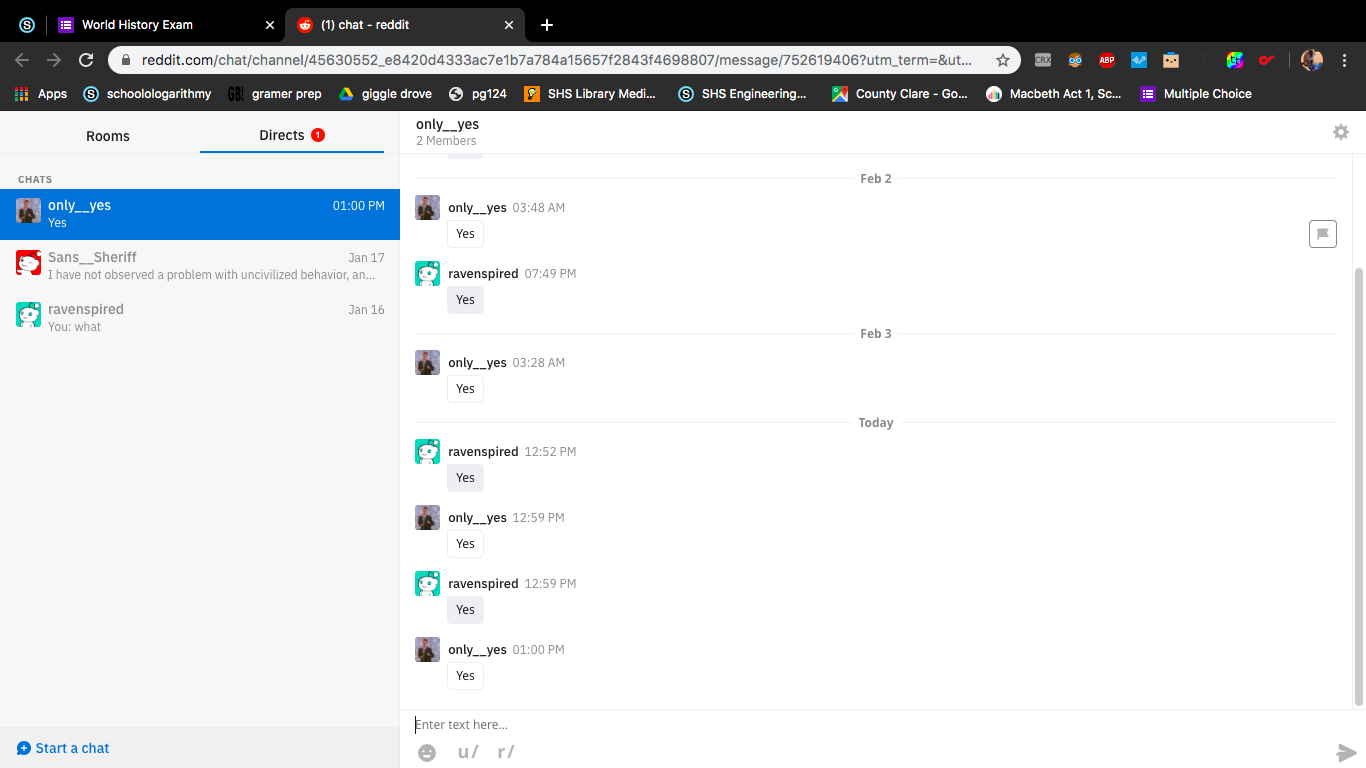 World History Exam
(1) chat - reddit
reddit.com/chat/channel/45630552_e8420d4333ac7e1b7a784a15657f2843f4698807/message/752619406?utm_term=&ut...
CRX
ABP
Apps
schoolologarithmy
GB!
gramer prep
giggle drove
pg124
SHS Library Medi...
SHS Engineering...
County Clare - Go...
Macbeth Act 1, Sc...
Multiple Choice
Rooms
Directs 1
CHATS
only__yes 01:00 PM
Yes
Sans__Sheriff Jan 17
I have not observed a problem with uncivilized behavior, an...
ravenspired Jan 16
You: what
Start a chat
only__yes
2 Members
Feb 2
only__yes 03:48 AM
Yes
ravenspired 07:49 PM
Yes
Feb 3
only__yes 03:28 AM
Yes
Today
ravenspired 12:52 PM
Yes
only__yes 12:59 PM
Yes
ravenspired 12:59 PM
Yes
only__yes 01:00 PM
Yes
Enter text here...
u/ r/